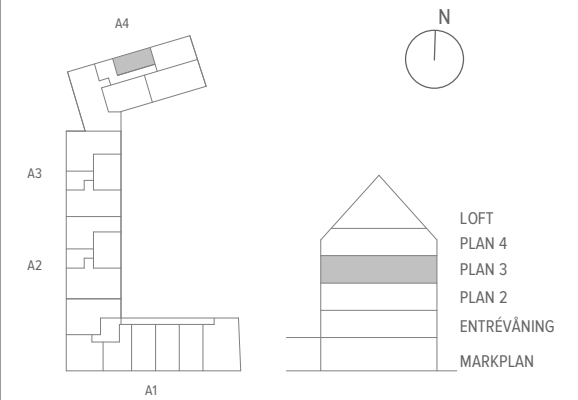 A4
N
A3
A2
A1
LOFT
PLAN 4
PLAN 3
PLAN 2
ENTRÉVÅNING
MARKPLAN